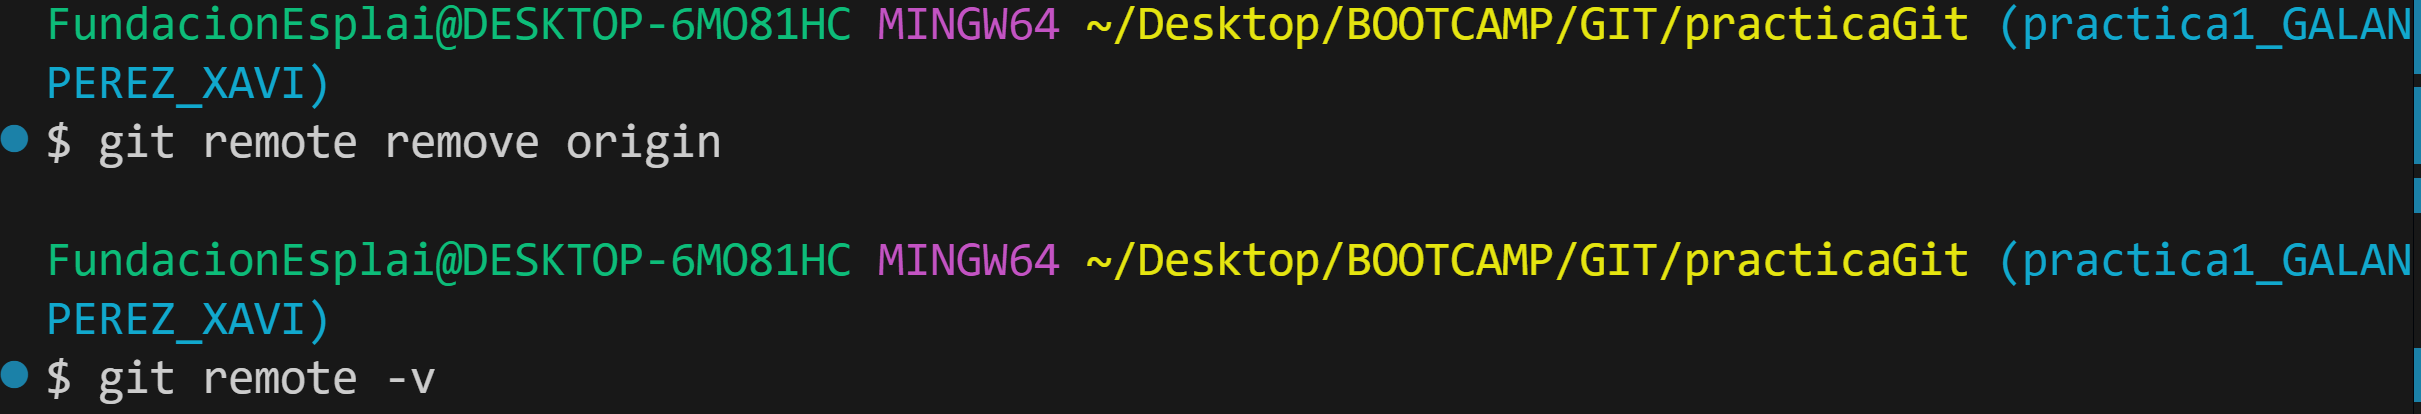 FundacionEsplai@DESKTOP-6MO81HC MINGW64 ~/Desktop/BOOTCAMP/GIT/practicaGit (practica1_GALAN
PEREZ_XAVI)
$ git remote remove origin
FundacionEsplai@DESKTOP-6MO81HC MINGW64 ~/Desktop/BOOTCAMP/GIT/practicaGit (practica1_GALAN
PEREZ_XAVI)
$ git remote -v